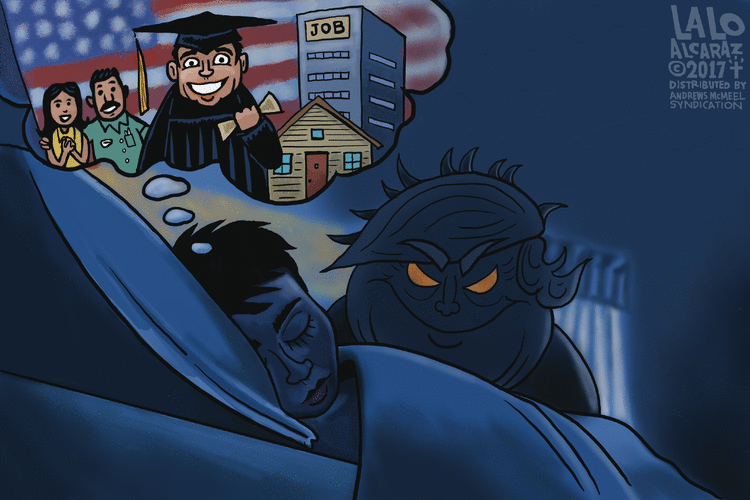 JOB
LALO
ALCARAZ
©2017
DISTRIBUTED BY
ANDREWS McMEEL
SYNDICATION